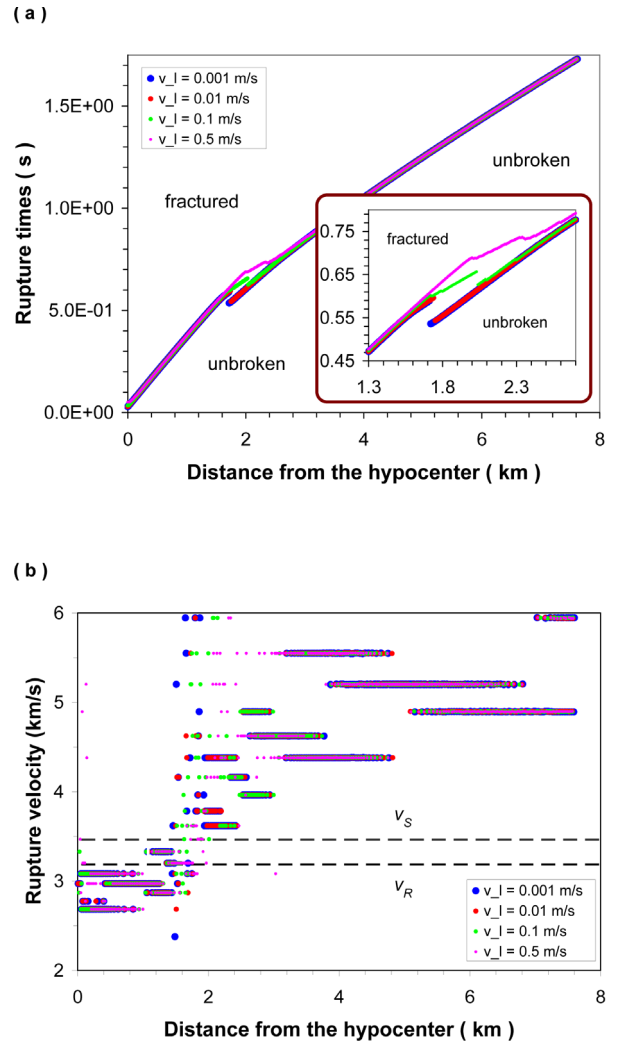 ( a )
Rupture times ( s )
1.5E+00
1.0E+00
5.0E-01
0.0E+00
v_l = 0.001 m/s
v_l = 0.01 m/s
v_l = 0.1 m/s
v_l = 0.5 m/s
fractured
unbroken
unbroken
0.75
0.65
0.55
0.45
fractured
unbroken
1.3 1.8 2.3
0 2 4 6 8
Distance from the hypocenter ( km )
( b )
Rupture velocity (km/s)
6
5
4
3
2
v_S
v_R
v_l = 0.001 m/s
v_l = 0.01 m/s
v_l = 0.1 m/s
v_l = 0.5 m/s
0 2 4 6 8
Distance from the hypocenter ( km )